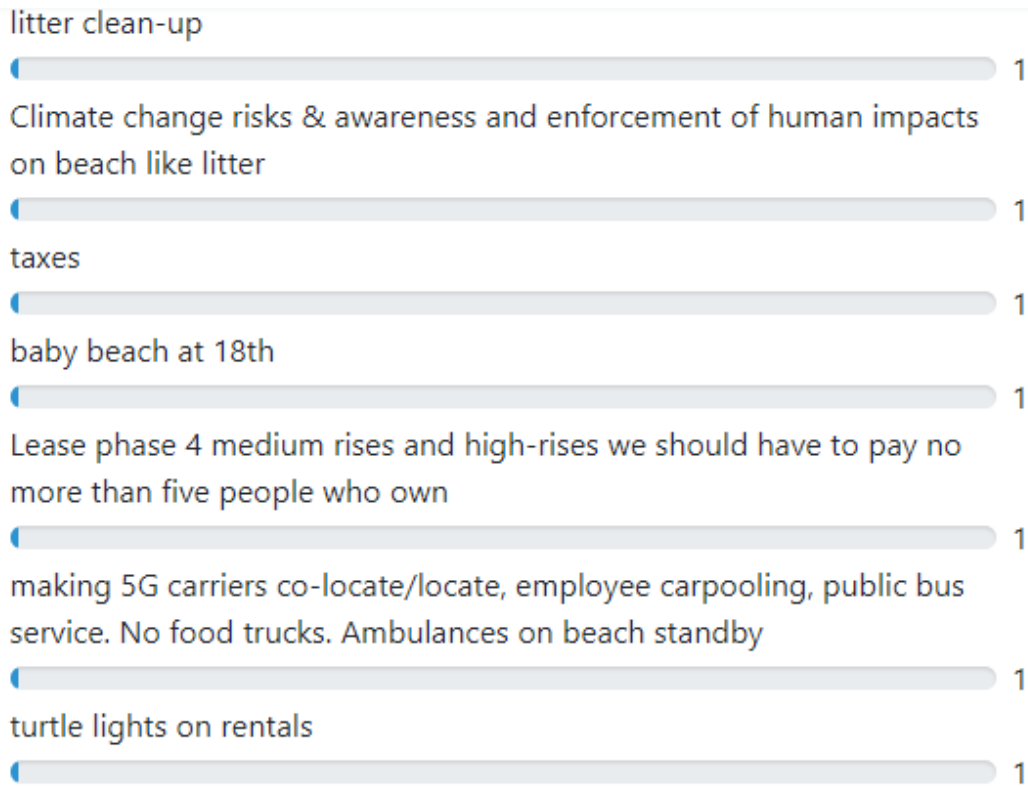 litter clean-up
1
Climate change risks & awareness and enforcement of human impacts
on beach like litter
1
taxes
1
baby beach at 18th
1
Lease phase 4 medium rises and high-rises we should have to pay no
more than five people who own
1
making 5G carriers co-locate/locate, employee carpooling, public bus
service. No food trucks. Ambulances on beach standby
1
turtle lights on rentals
1